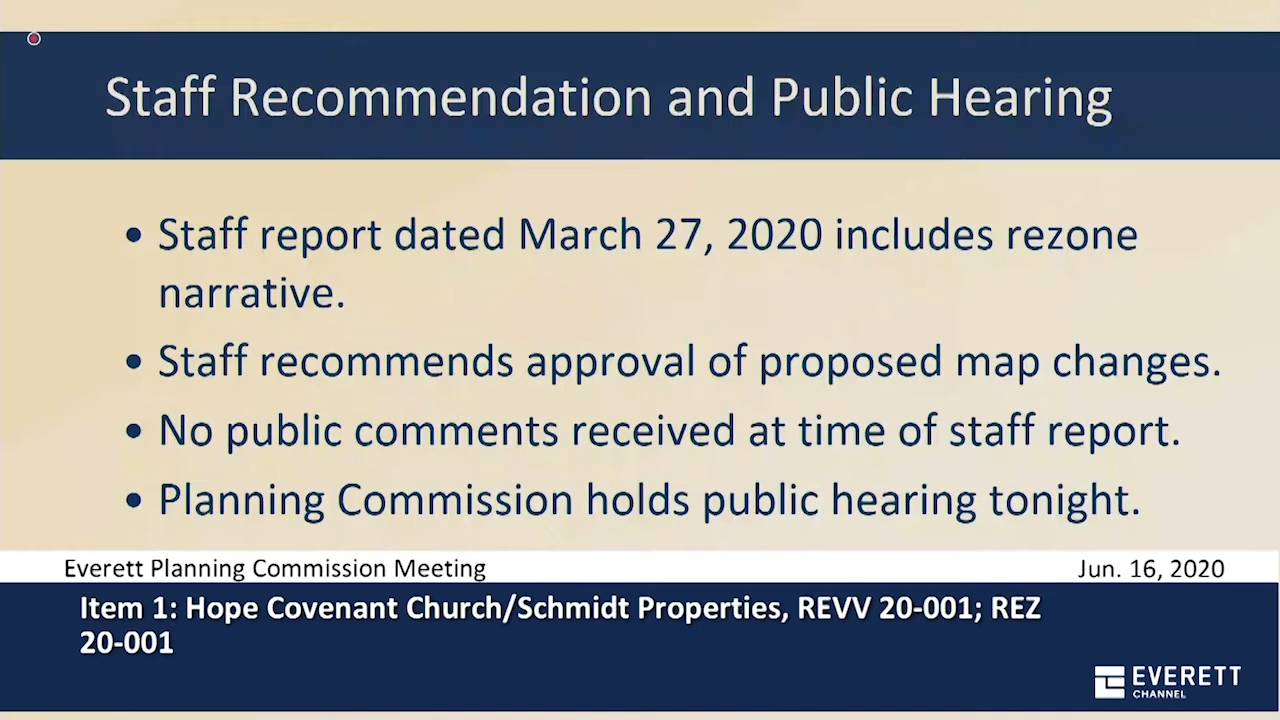 Staff Recommendation and Public Hearing
• Staff report dated March 27, 2020 includes rezone
narrative.
• Staff recommends approval of proposed map changes.
• No public comments received at time of staff report.
• Planning Commission holds public hearing tonight.
Everett Planning Commission Meeting
Jun. 16, 2020
Item 1: Hope Covenant Church/Schmidt Properties, REVV 20-001; REZ
20-001
EVERETT
CHANNEL